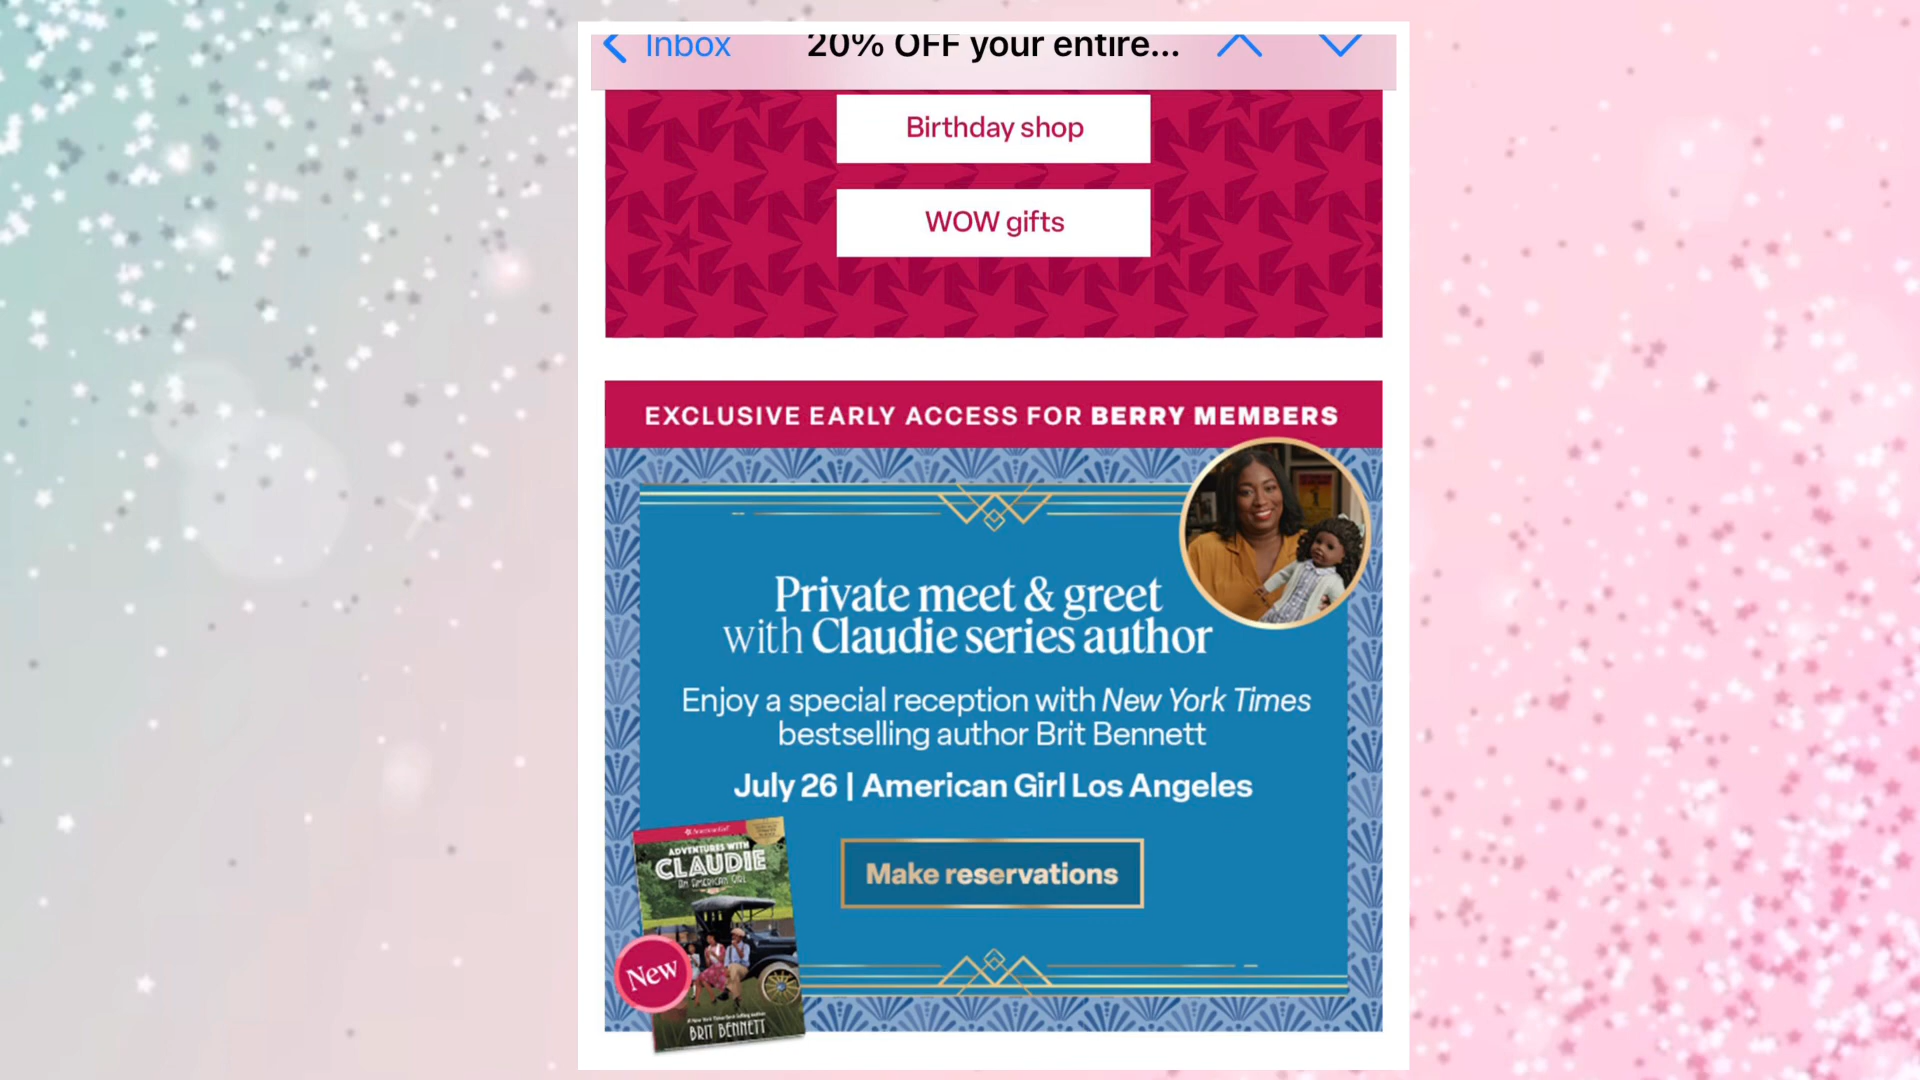 Inbox
20% OFF your entire...
Birthday shop
WOW gifts
EXCLUSIVE EARLY ACCESS FOR BERRY MEMBERS
Private meet & greet
with Claudie series author
Enjoy a special reception with New York Times
bestselling author Brit Bennett
July 26 | American Girl Los Angeles
Make reservations
American Girl
ADVENTURES WITH
CLAUDIE
AN AMERICAN GIRL
New
BRIT BENNETT